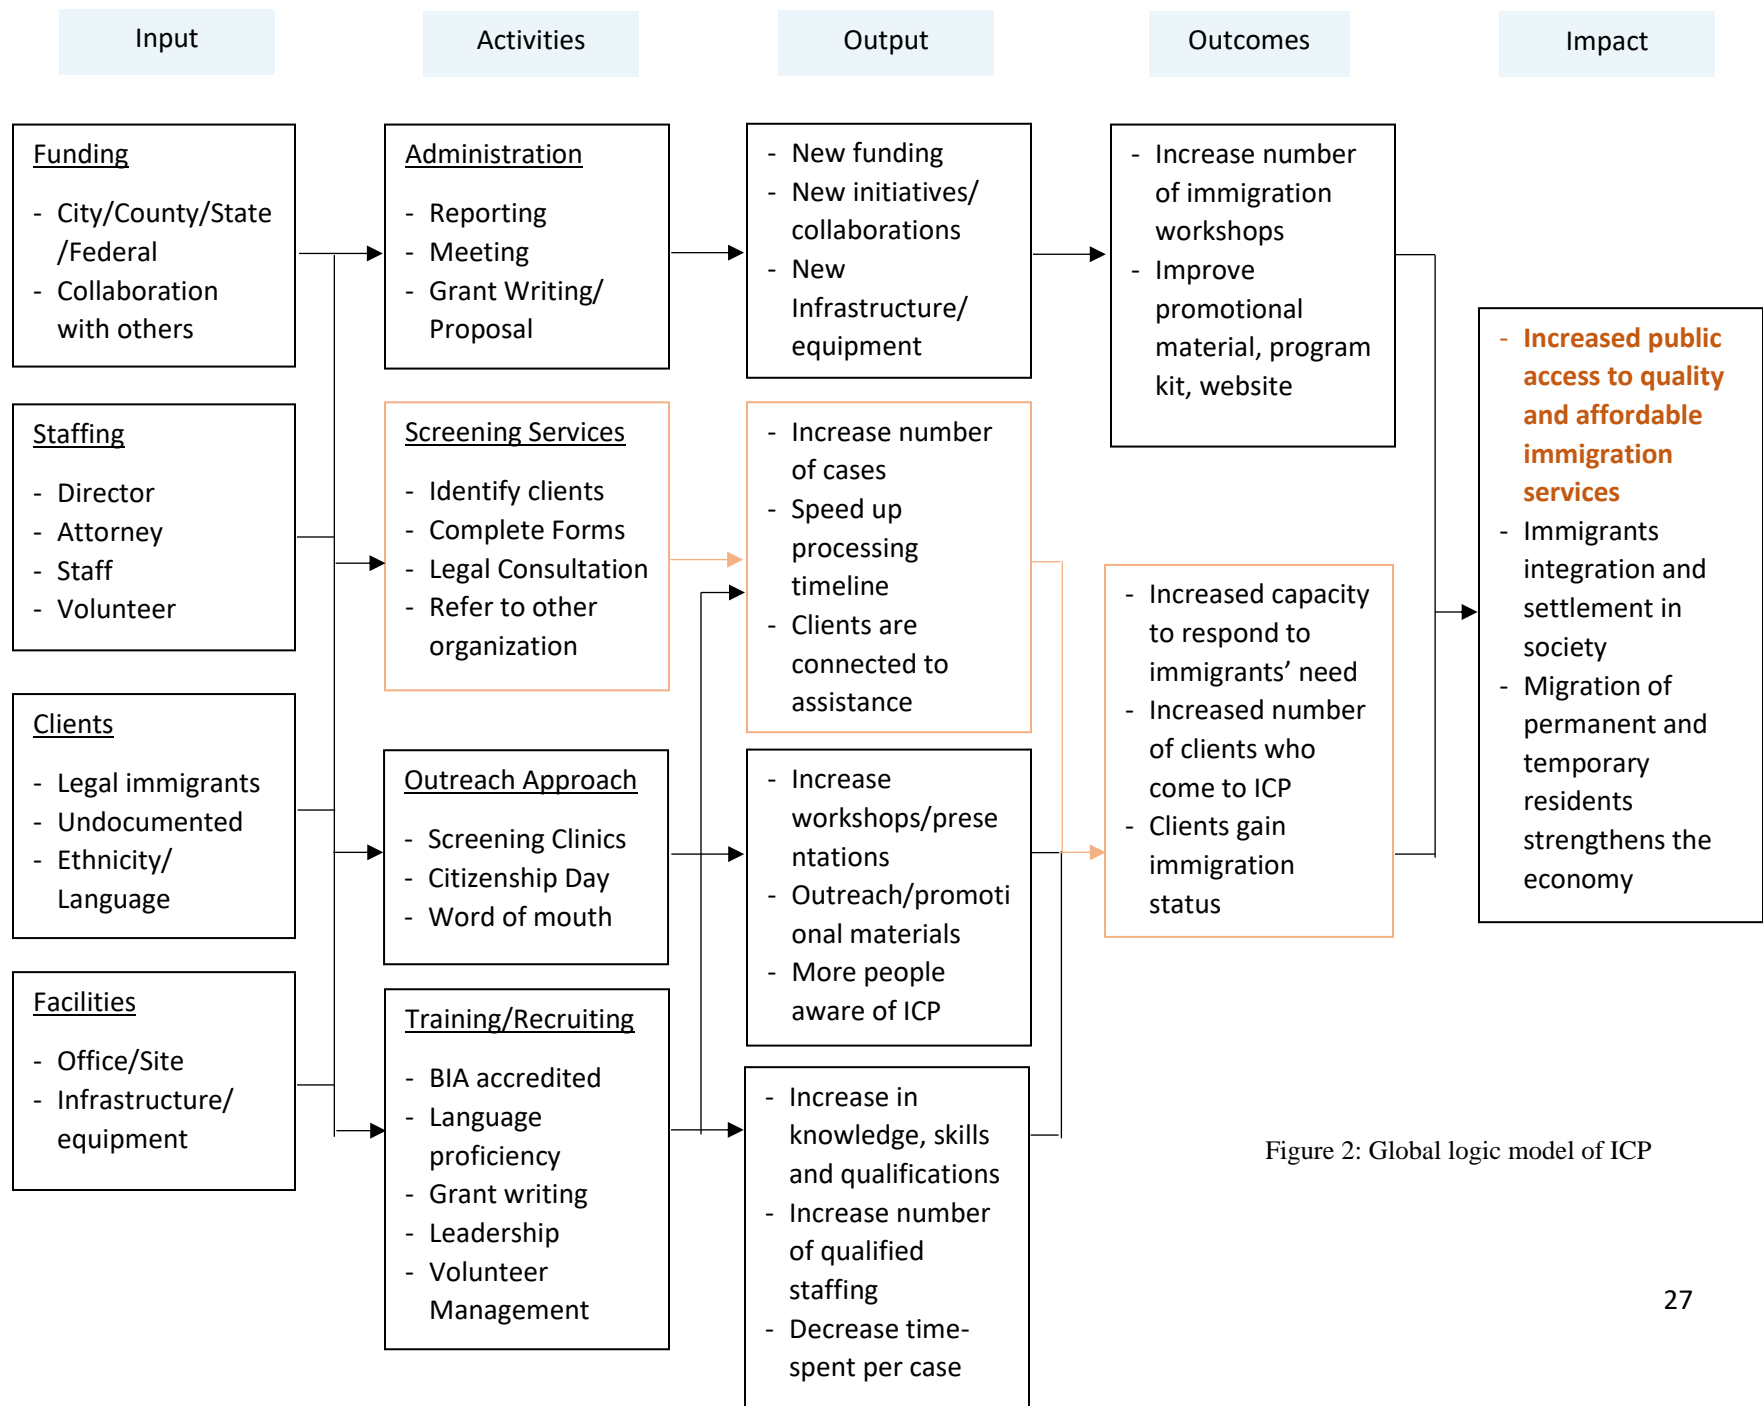 Input
Activities
Output
Outcomes
Impact
Funding
- City/County/State
/Federal
- Collaboration
with others
Staffing
- Director
- Attorney
- Staff
- Volunteer
Clients
- Legal immigrants
- Undocumented
- Ethnicity/
Language
Facilities
- Office/Site
- Infrastructure/
equipment
Administration
- Reporting
- Meeting
- Grant Writing/
Proposal
Screening Services
- Identify clients
- Complete Forms
- Legal Consultation
- Refer to other
organization
Outreach Approach
- Screening Clinics
- Citizenship Day
- Word of mouth
Training/Recruiting
- BIA accredited
- Language
proficiency
- Grant writing
- Leadership
- Volunteer
Management
- New funding
- New initiatives/
collaborations
- New
Infrastructure/
equipment
- Increase number
of cases
- Speed up
processing
timeline
- Clients are
connected to
assistance
- Increase
workshops/prese
ntations
- Outreach/promoti
onal materials
- More people
aware of ICP
- Increase in
knowledge, skills
and qualifications
- Increase number
of qualified
staffing
- Decrease time-
spent per case
- Increase number
of immigration
workshops
- Improve
promotional
material, program
kit, website
- Increased capacity
to respond to
immigrants’ need
- Increased number
of clients who
come to ICP
- Clients gain
immigration
status
- Increased public
access to quality
and affordable
immigration
services
- Immigrants
integration and
settlement in
society
- Migration of
permanent and
temporary
residents
strengthens the
economy
Figure 2: Global logic model of ICP
27